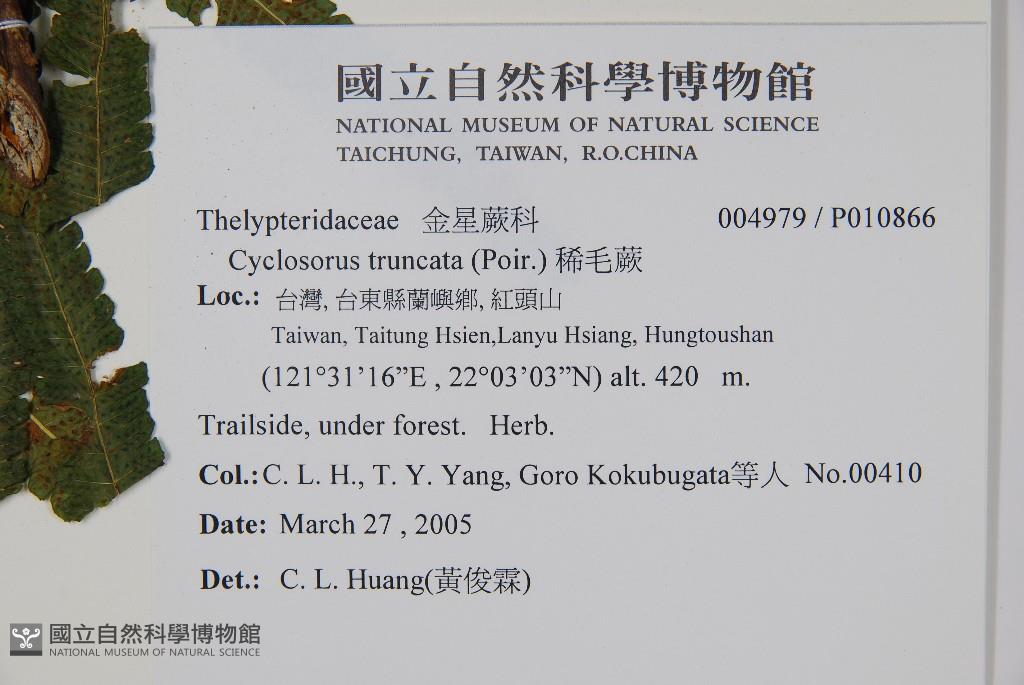 國立自然科學博物館
NATIONAL MUSEUM OF NATURAL SCIENCE
TAICHUNG, TAIWAN, R.O.CHINA
Thelypteridaceae 金星蕨科 004979 / P010866
Cyclosorus truncata (Poir.) 稀毛蕨
Loc.: 台灣, 台東縣蘭嶼鄉, 紅頭山
Taiwan, Taitung Hsien,Lanyu Hsiang, Hungtoushan
(121°31’16”E , 22°03’03”N) alt. 420 m.
Trailside, under forest. Herb.
Col.: C. L. H., T. Y. Yang, Goro Kokubugata等人 No.00410
Date: March 27 , 2005
Det.: C. L. Huang(黃俊霖)
國立自然科學博物館
NATIONAL MUSEUM OF NATURAL SCIENCE